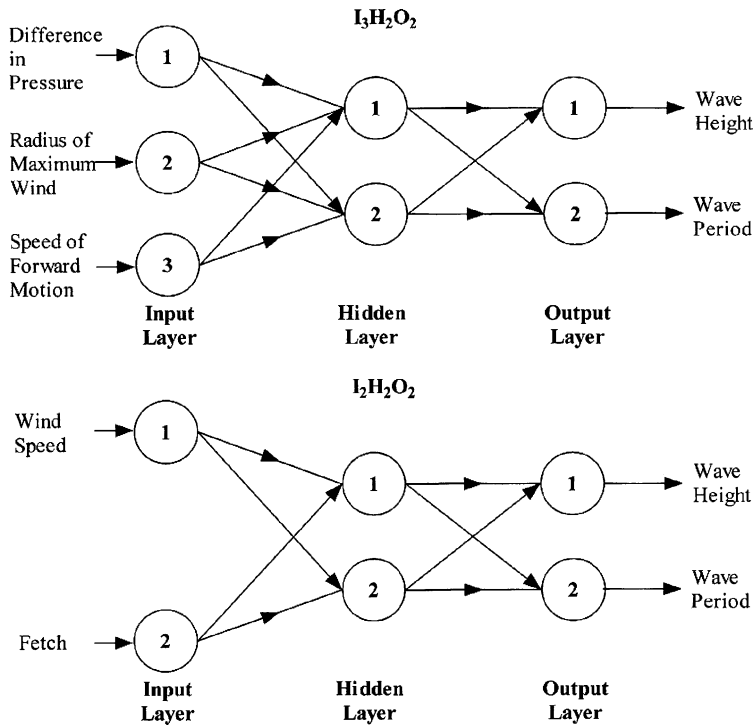 I₃H₂O₂
Difference
in
Pressure
1
Radius of
Maximum
Wind
2
Speed of
Forward
Motion
3
1
2
1
2
Wave
Height
Wave
Period
Input
Layer
Hidden
Layer
Output
Layer
I₂H₂O₂
Wind
Speed
1
Fetch
2
1
2
1
2
Wave
Height
Wave
Period
Input
Layer
Hidden
Layer
Output
Layer